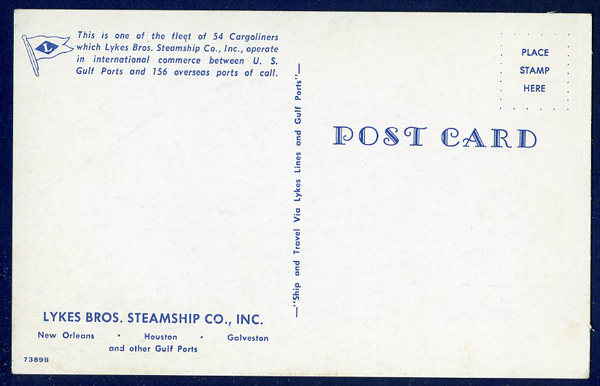 L
This is one of the fleet of 54 Cargoliners
which Lykes Bros. Steamship Co., Inc., operate
in international commerce between U. S.
Gulf Ports and 156 overseas ports of call.
PLACE
STAMP
HERE
POST CARD
—"Ship and Travel Via Lykes Lines and Gulf Ports"—
LYKES BROS. STEAMSHIP CO., INC.
New Orleans • Houston • Galveston
and other Gulf Ports
73898